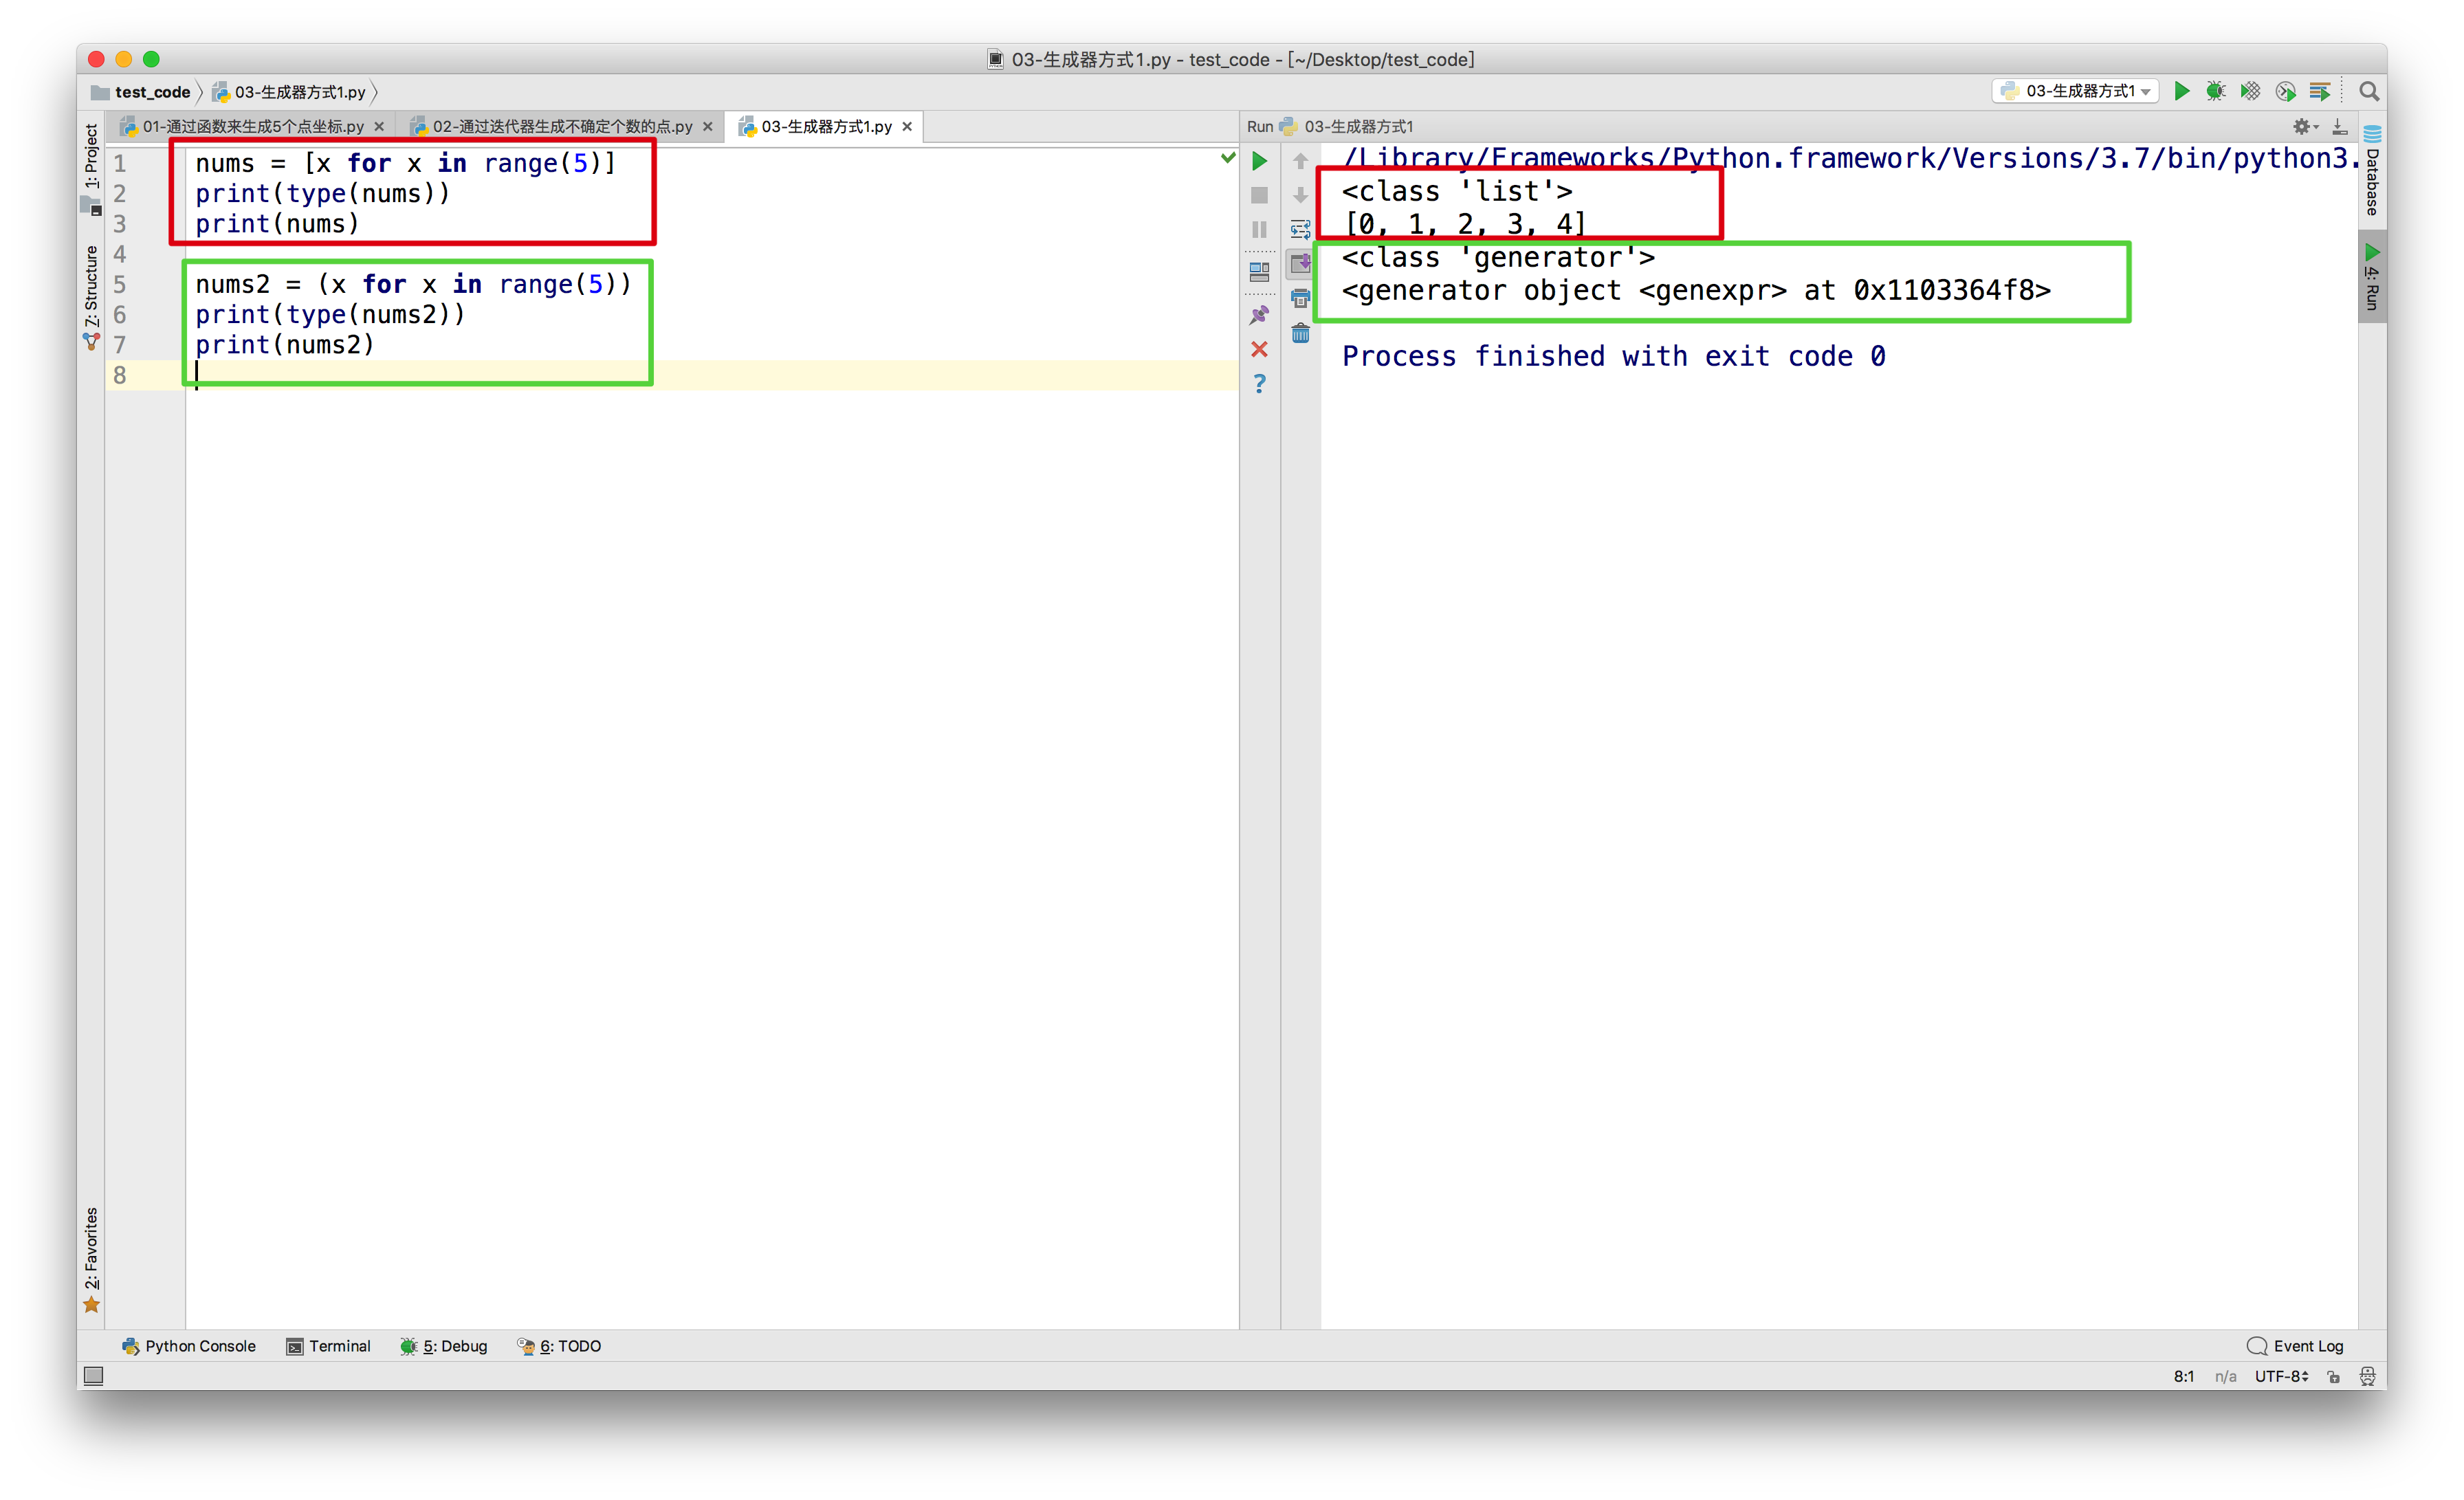 03-生成器方式1.py - test_code - [~/Desktop/test_code]
test_code
03-生成器方式1.py
03-生成器方式1
01-通过函数来生成5个点坐标.py
02-通过迭代器生成不确定个数的点.py
03-生成器方式1.py
Run
03-生成器方式1
1: Project
7: Structure
2: Favorites
1 nums = [x for x in range(5)]
2 print(type(nums))
3 print(nums)
4
5 nums2 = (x for x in range(5))
6 print(type(nums2))
7 print(nums2)
8
/Library/Frameworks/Python.framework/Versions/3.7/bin/python3.
<class 'list'>
[0, 1, 2, 3, 4]
<class 'generator'>
<generator object <genexpr> at 0x1103364f8>
Process finished with exit code 0
Database
4: Run
Python Console
Terminal
5: Debug
6: TODO
Event Log
8:1
n/a
UTF-8